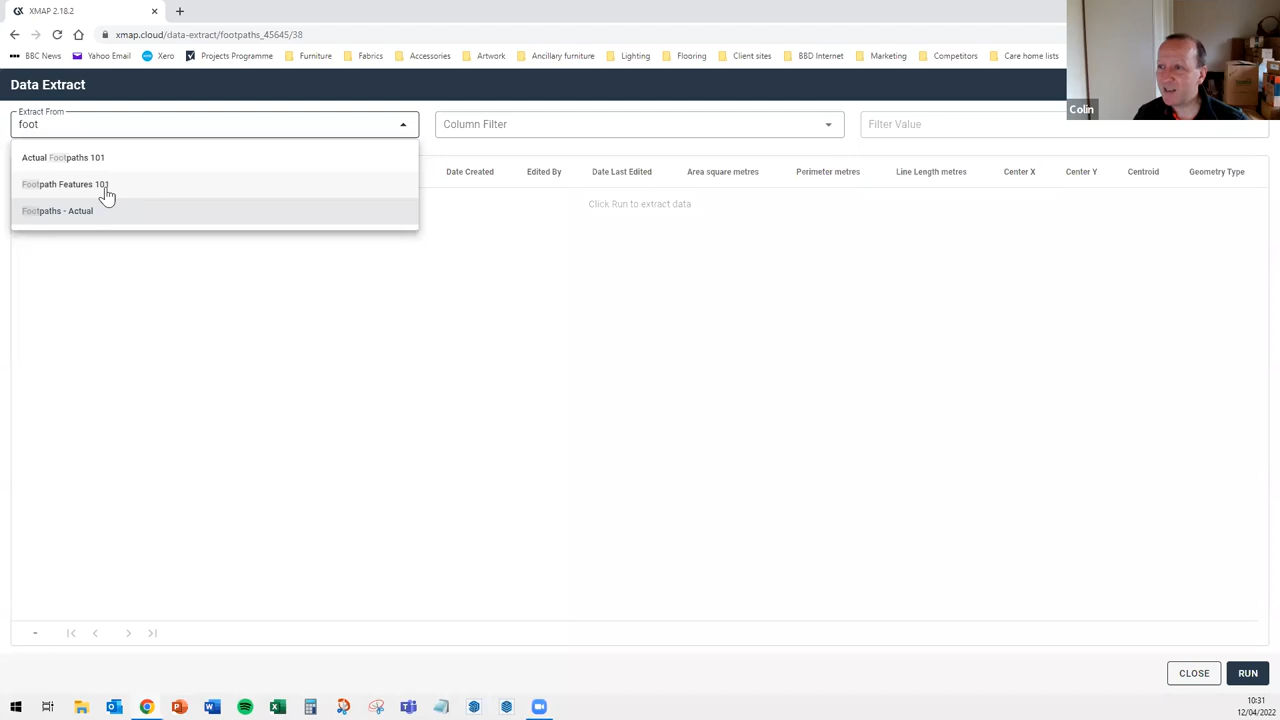 XMAP 2.18.2
xmap.cloud/data-extract/footpaths_45645/38
BBC News Yahoo Email Xero Projects Programme Furniture Fabrics Accessories Artwork Ancillary furniture Lighting Flooring Client sites BBD Internet Marketing Competitors Care home lists
Data Extract
Colin
Extract From
foot
Column Filter
Filter Value
Actual Footpaths 101
Footpath Features 101
Footpaths - Actual
Date Created Edited By Date Last Edited Area square metres Perimeter metres Line Length metres Center X Center Y Centroid Geometry Type
Click Run to extract data
-
CLOSE RUN
10:31
12/04/2022